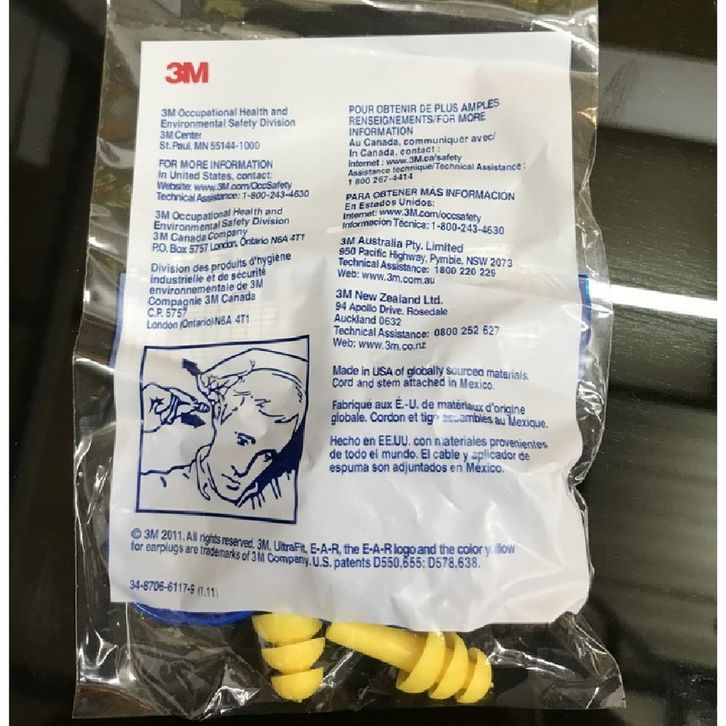 3M
3M Occupational Health and
Environmental Safety Division
3M Center
St. Paul, MN 55144-1000
FOR MORE INFORMATION
In United States, contact:
Website: www.3M.com/OccSafety
Technical Assistance: 1-800-243-4630
3M Occupational Health and
Environmental Safety Division
3M Canada Company
P.O. Box 5757 London, Ontario N6A 4T1
Division des produits d'hygiène
industrielle et de sécurité
environnementale de 3M
Compagnie 3M Canada
C.P. 5757
London (Ontario) N6A 4T1
POUR OBTENIR DE PLUS AMPLES
RENSEIGNEMENTS/FOR MORE
INFORMATION
Au Canada, communiquer avec/
In Canada, contact :
Internet : www.3M.ca/safety
Assistance technique/Technical Assistance :
1 800 267-4414
PARA OBTENER MAS INFORMACION
En Estados Unidos:
Internet: www.3M.com/occsafety
Informacion Técnica: 1-800-243-4630
3M Australia Pty. Limited
950 Pacific Highway, Pymble, NSW 2073
Technical Assistance: 1800 220 229
Web: www.3m.com.au
3M New Zealand Ltd.
94 Apollo Drive, Rosedale
Auckland 0632
Technical Assistance: 0800 252 627
Web: www.3m.co.nz
Made in USA of globally sourced materials.
Cord and stem attached in Mexico.
Fabriqué aux É.-U. de matériaux d'origine
globale. Cordon et tige assembles au Mexique.
Hecho en EE.UU. con materiales provenientes
de todo el mundo. El cable y aplicador de
espuma son adjuntados en México.
© 3M 2011. All rights reserved. 3M, UltraFit, E-A-R, the E-A-R logo and the color yellow
for earplugs are trademarks of 3M Company. U.S. patents D550,655; D578,638.
34-8706-6117-9 (1.11)